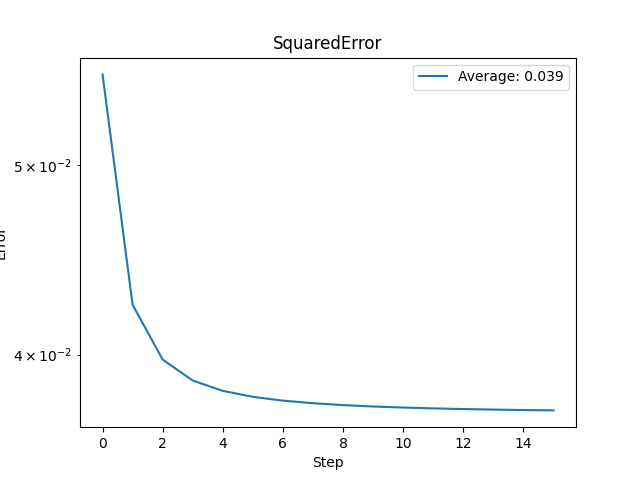 SquaredError
Average: 0.039
5 × 10⁻²
4 × 10⁻²
Error
0 2 4 6 8 10 12 14
Step